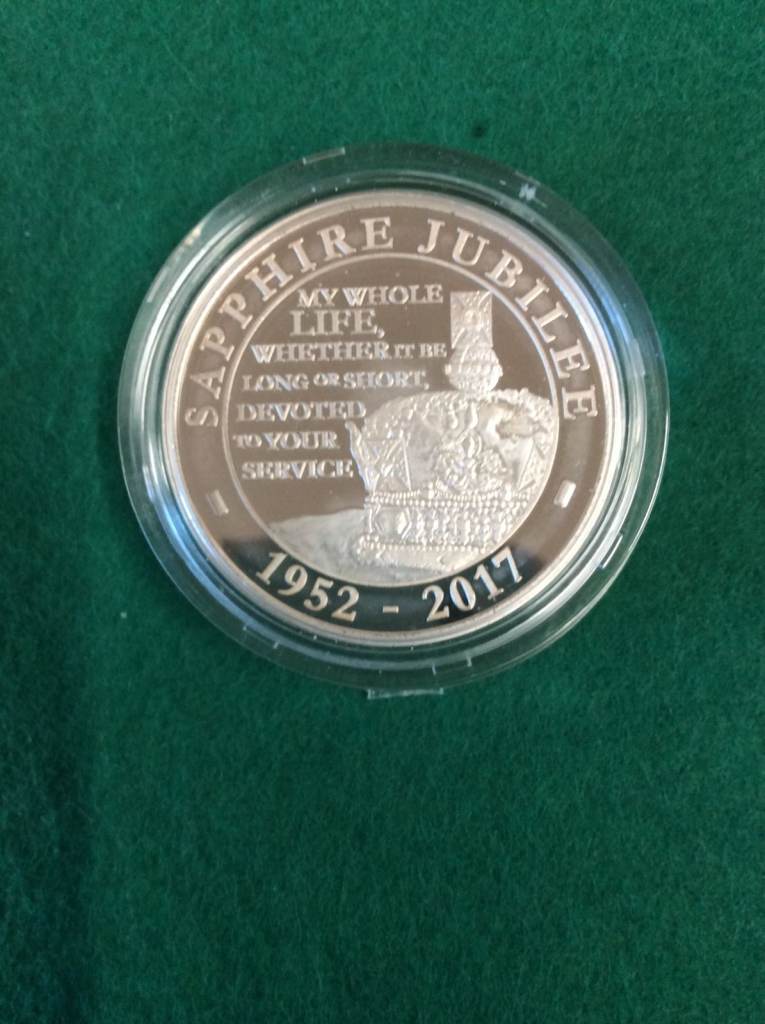 SAPPHIRE JUBILEE
MY WHOLE
LIFE,
WHETHER IT BE
LONG OR SHORT,
DEVOTED
TO YOUR
SERVICE
1952 - 2017